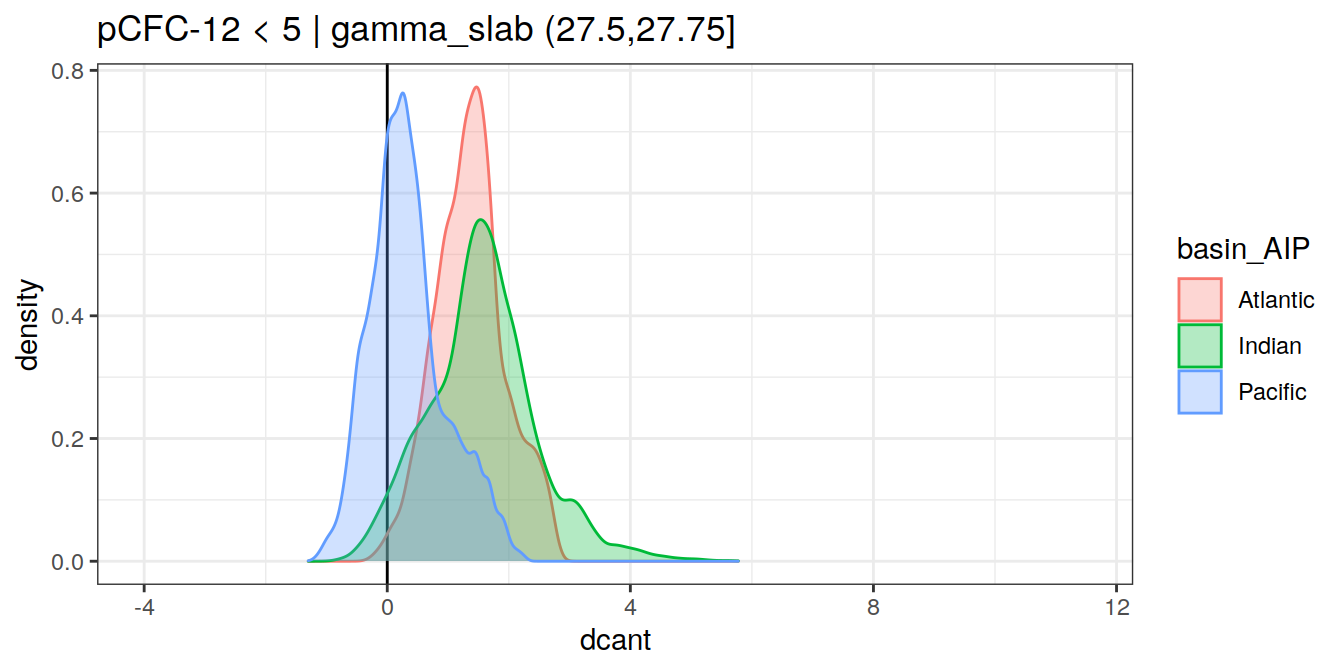 pCFC-12 < 5 | gamma_slab (27.5,27.75]
0.8
0.6
0.4
0.2
0.0
density
-4
0
4
8
12
dcant
basin_AIP
Atlantic
Indian
Pacific